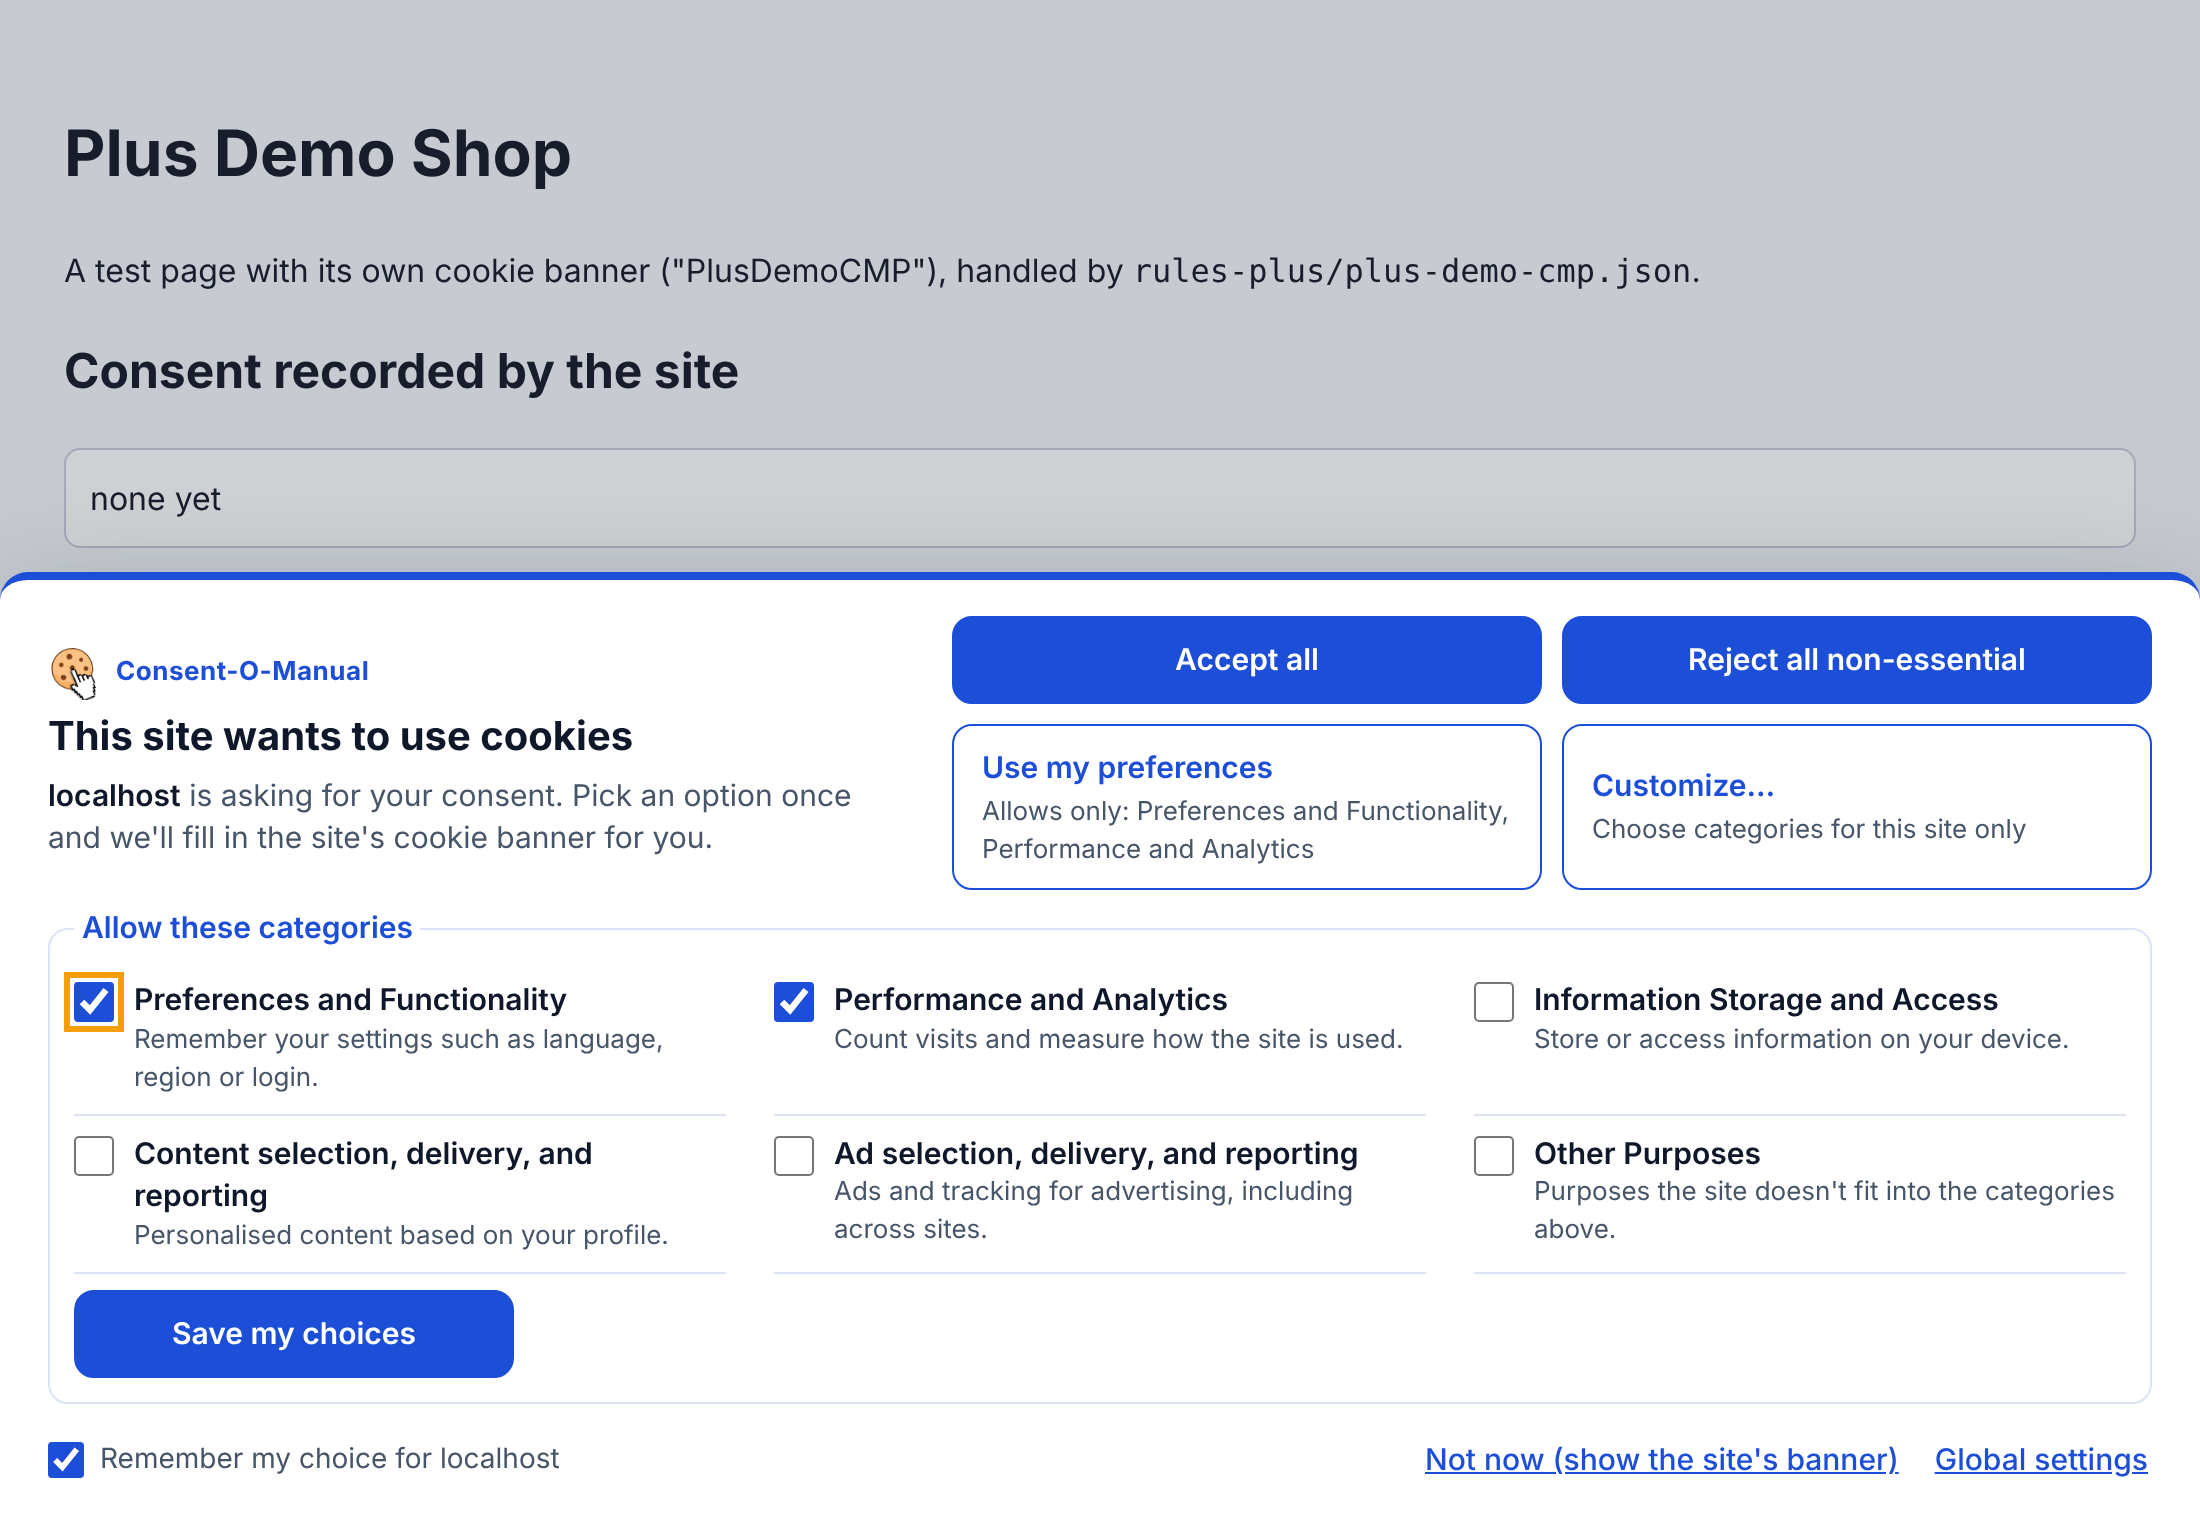 Plus Demo Shop
A test page with its own cookie banner ("PlusDemoCMP"), handled by rules-plus/plus-demo-cmp.json.
Consent recorded by the site
none yet
Consent-O-Manual
This site wants to use cookies
localhost is asking for your consent. Pick an option once
and we'll fill in the site's cookie banner for you.
Accept all
Reject all non-essential
Use my preferences
Allows only: Preferences and Functionality,
Performance and Analytics
Customize...
Choose categories for this site only
Allow these categories
Preferences and Functionality
Remember your settings such as language,
region or login.
Performance and Analytics
Count visits and measure how the site is used.
Information Storage and Access
Store or access information on your device.
Content selection, delivery, and
reporting
Personalised content based on your profile.
Ad selection, delivery, and reporting
Ads and tracking for advertising, including
across sites.
Other Purposes
Purposes the site doesn't fit into the categories
above.
Save my choices
Remember my choice for localhost
Not now (show the site's banner)
Global settings